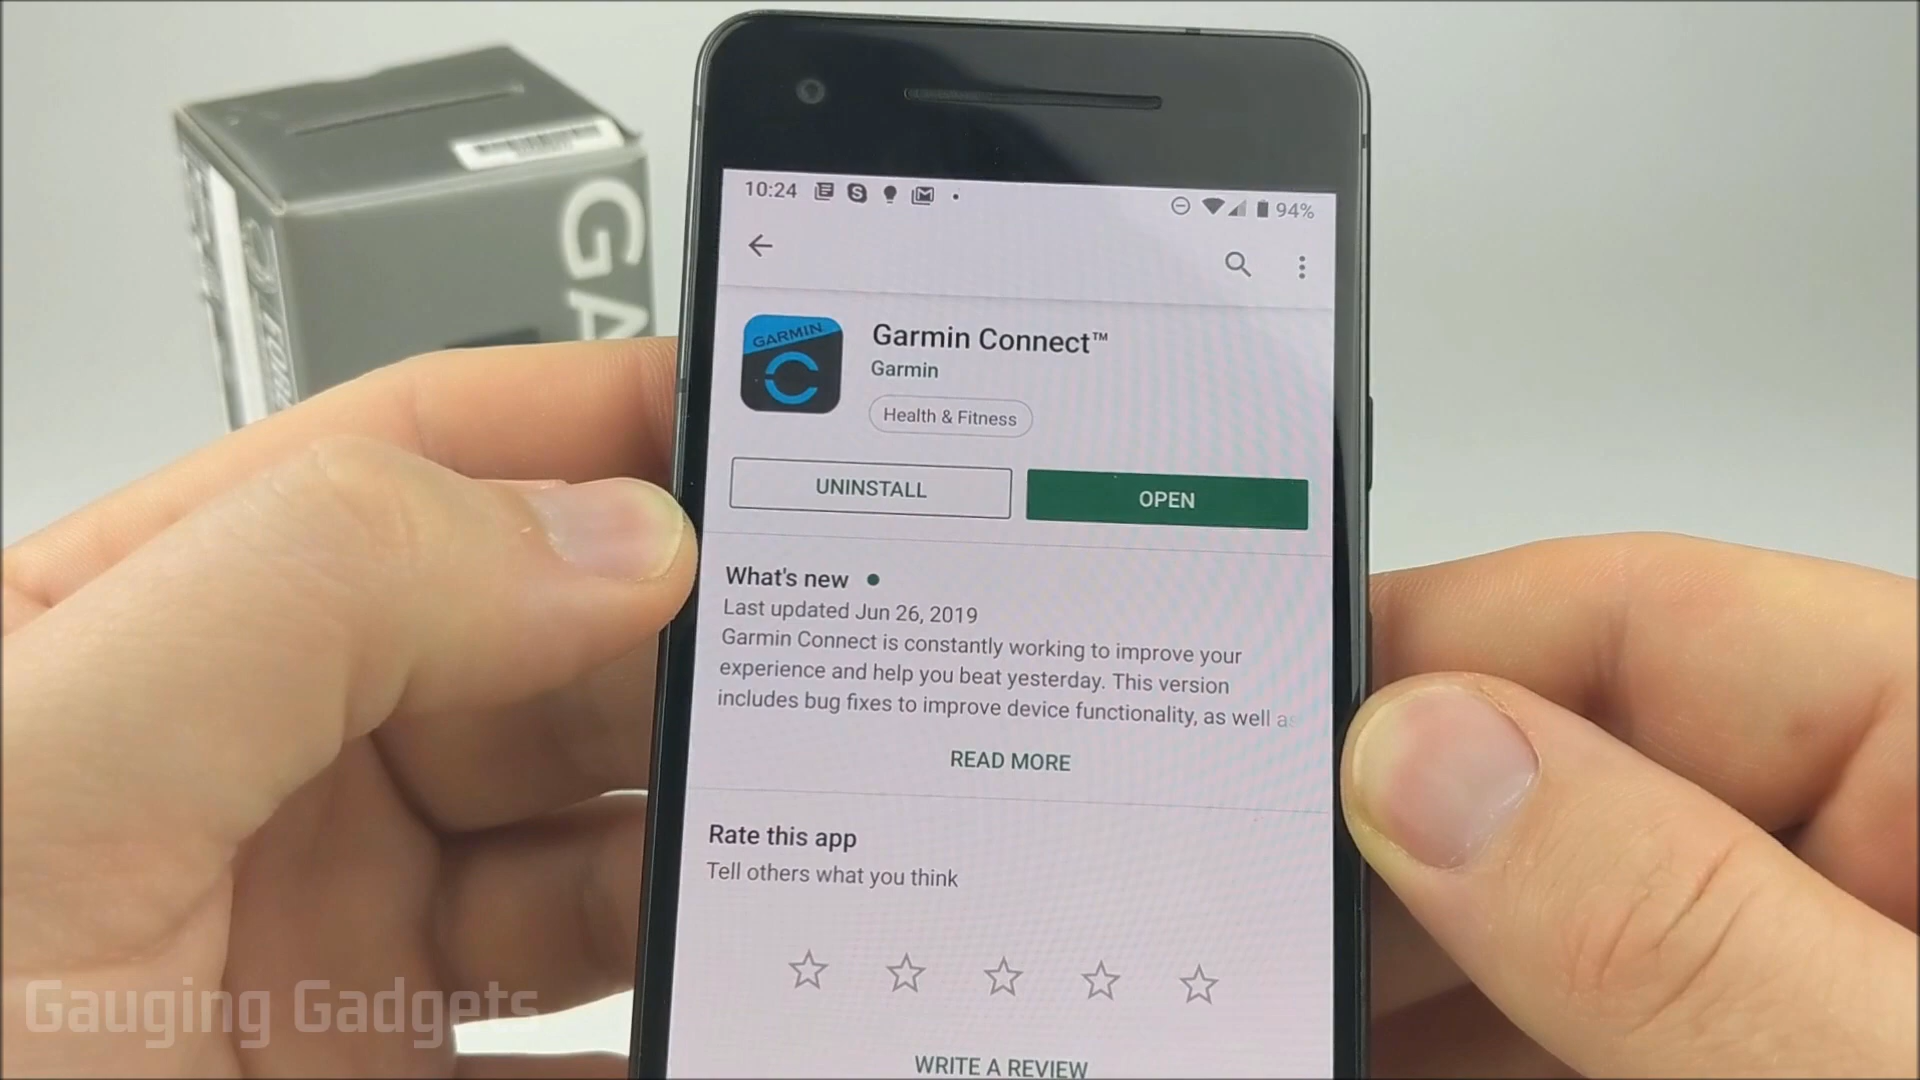 GA
10:24
94%
GARMIN
Garmin Connect™
Garmin
Health & Fitness
UNINSTALL
OPEN
What's new
Last updated Jun 26, 2019
Garmin Connect is constantly working to improve your
experience and help you beat yesterday. This version
includes bug fixes to improve device functionality, as well as
READ MORE
Rate this app
Tell others what you think
WRITE A REVIEW
Gauging Gadgets